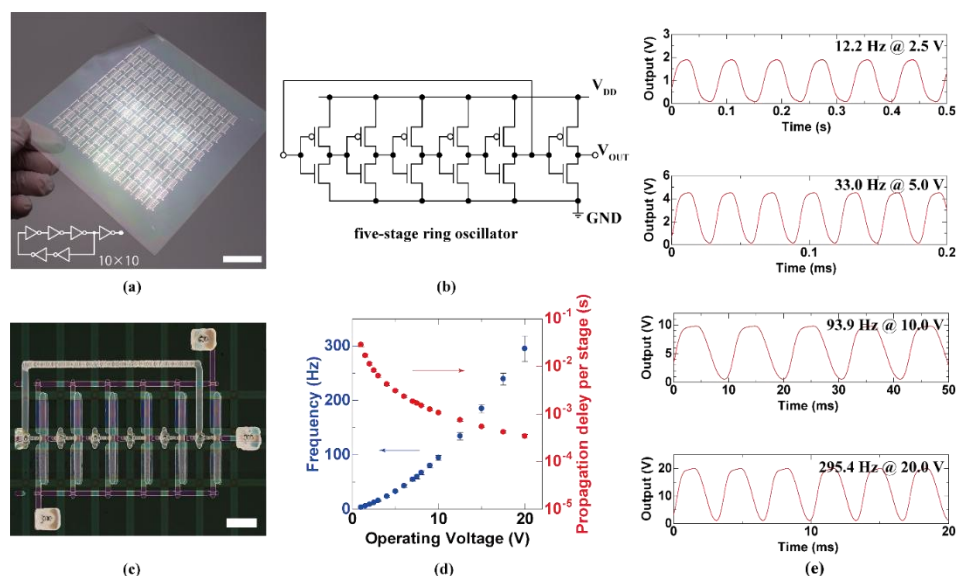 10×10
(a)
V_DD
V_OUT
GND
five-stage ring oscillator
(b)
12.2 Hz @ 2.5 V
Output (V)
3
2
1
0
0 0.1 0.2 0.3 0.4 0.5
Time (s)
33.0 Hz @ 5.0 V
Output (V)
6
4
2
0
0 0.1 0.2
Time (ms)
93.9 Hz @ 10.0 V
Output (V)
10
5
0
0 10 20 30 40 50
Time (ms)
295.4 Hz @ 20.0 V
Output (V)
20
10
0
0 10 20
Time (ms)
(e)
(c)
Frequency (Hz)
300
200
100
0
10⁻¹
10⁻²
10⁻³
10⁻⁴
10⁻⁵
Propagation deley per stage (s)
0 10 20
Operating Voltage (V)
(d)